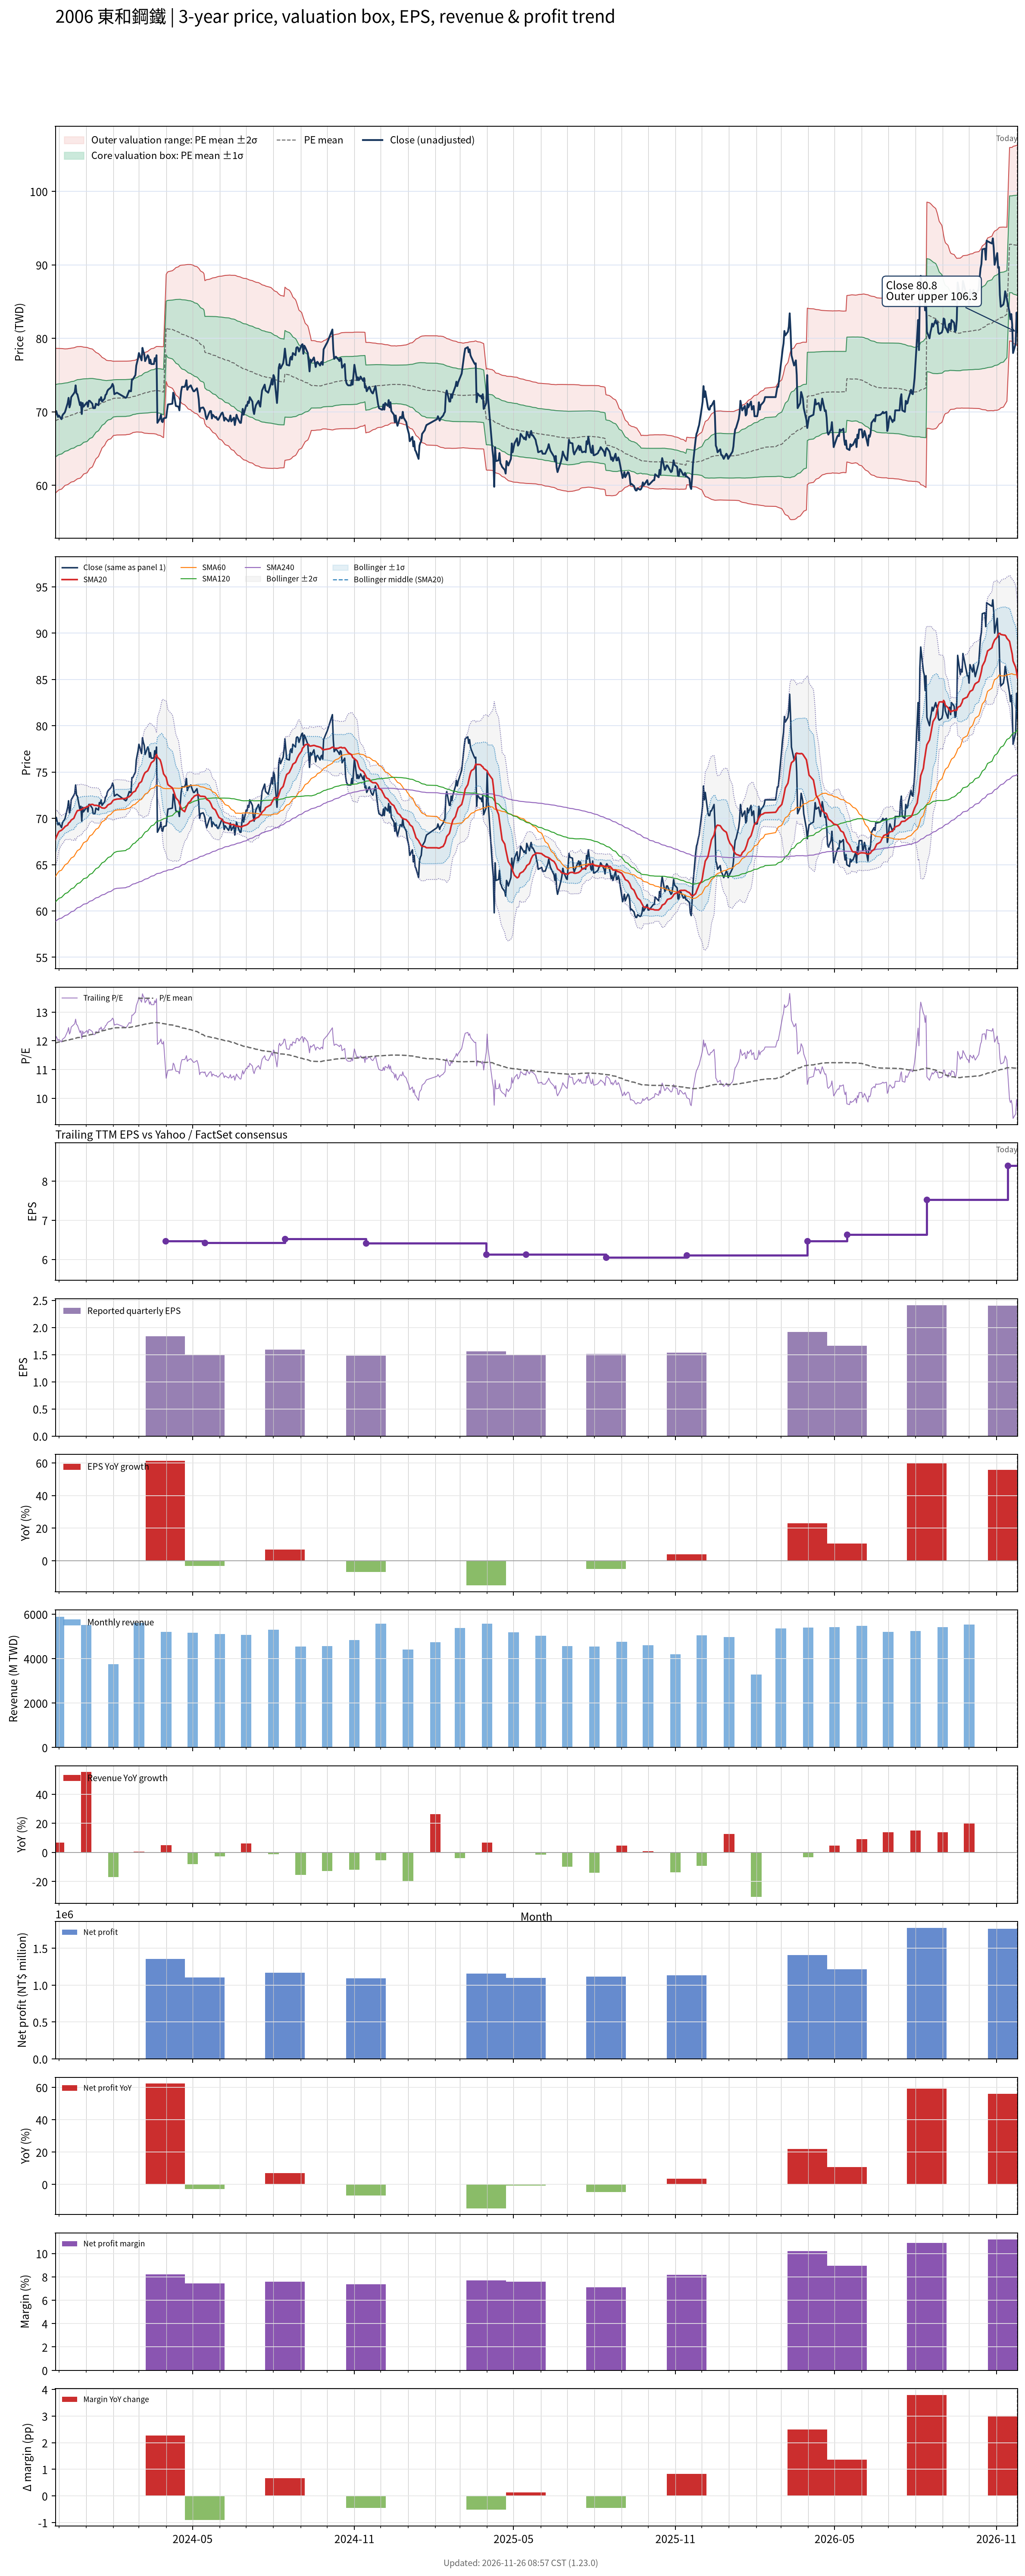 2006 東和鋼鐵 | 3-year price, valuation box, EPS, revenue & profit trend
Outer valuation range: PE mean ±2σ
Core valuation box: PE mean ±1σ
PE mean
Close (unadjusted)
Today
Close 80.8
Outer upper 106.3
Price (TWD)
100
90
80
70
60
Close (same as panel 1)
SMA20
SMA60
SMA120
SMA240
Bollinger ±2σ
Bollinger ±1σ
Bollinger middle (SMA20)
Price
95
90
85
80
75
70
65
60
55
Trailing P/E
P/E mean
P/E
13
12
11
10
Trailing TTM EPS vs Yahoo / FactSet consensus
Today
EPS
8
7
6
Reported quarterly EPS
EPS
2.5
2.0
1.5
1.0
0.5
0.0
EPS YoY growth
YoY (%)
60
40
20
0
Monthly revenue
Revenue (M TWD)
6000
4000
2000
0
Revenue YoY growth
YoY (%)
40
20
0
-20
Month
1e6
Net profit
Net profit (NT$ million)
1.5
1.0
0.5
0.0
Net profit YoY
YoY (%)
60
40
20
0
Net profit margin
Margin (%)
10
8
6
4
2
0
Margin YoY change
Δ margin (pp)
4
3
2
1
0
-1
2024-05
2024-11
2025-05
2025-11
2026-05
2026-11
Updated: 2026-11-26 08:57 CST (1.23.0)